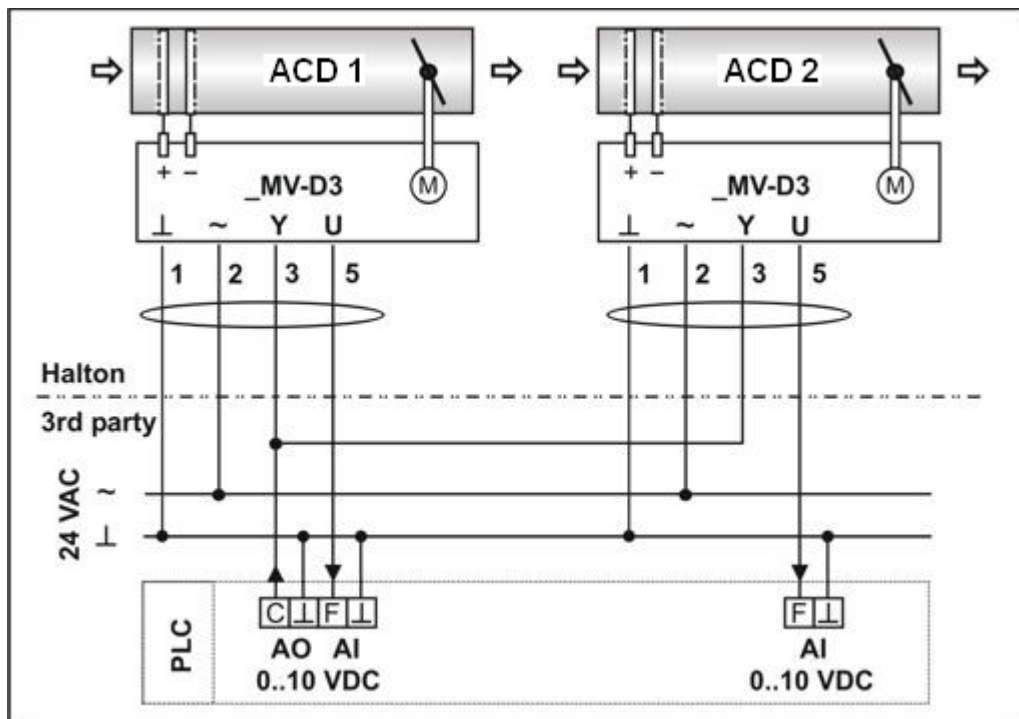 ACD 1 ACD 2
+ − + −
_MV-D3 M _MV-D3 M
⊥ ~ Y U ⊥ ~ Y U
1 2 3 5 1 2 3 5
Halton
3rd party
24 VAC
~
⊥
PLC
C ⊥ F ⊥ F ⊥
AO AI AI
0..10 VDC 0..10 VDC